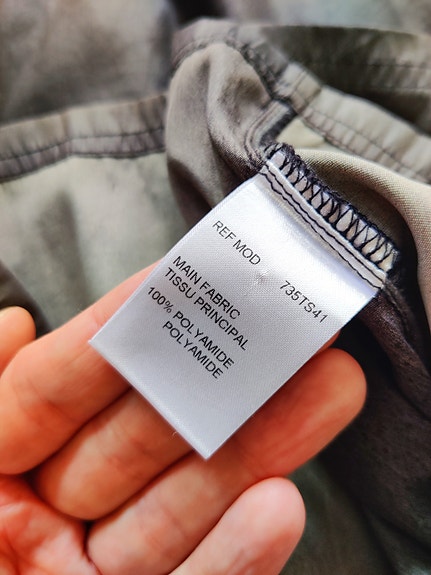 REF MOD 735TS41
MAIN FABRIC
TISSU PRINCIPAL
100% POLYAMIDE
POLYAMIDE